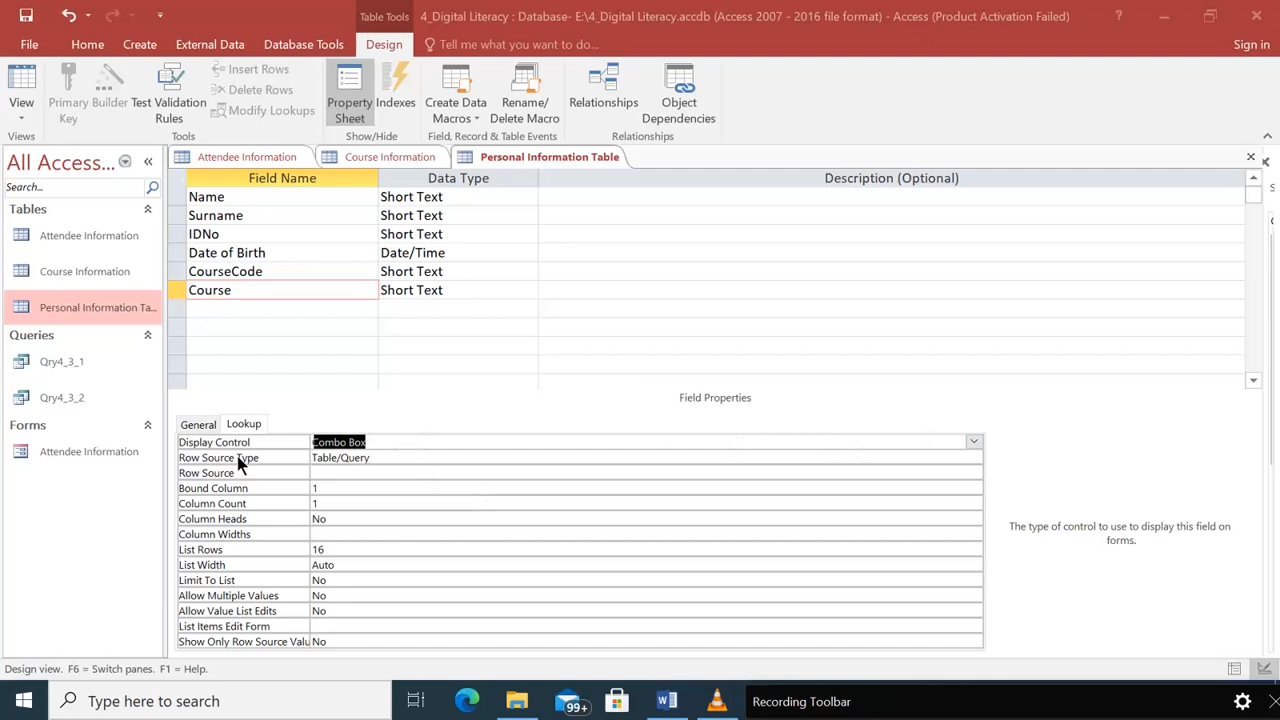 Table Tools
4_Digital Literacy : Database- E:\4_Digital Literacy.accdb (Access 2007 - 2016 file format) - Access (Product Activation Failed)
File
Home
Create
External Data
Database Tools
Design
Tell me what you want to do...
Sign in
View
Primary
Key
Builder
Test Validation
Rules
Insert Rows
Delete Rows
Modify Lookups
Property
Sheet
Indexes
Create Data
Macros
Rename/
Delete Macro
Relationships
Object
Dependencies
Views
Tools
Show/Hide
Field, Record & Table Events
Relationships
All Access...
Search...
Tables
Attendee Information
Course Information
Personal Information Ta...
Queries
Qry4_3_1
Qry4_3_2
Forms
Attendee Information
Attendee Information
Course Information
Personal Information Table
Field Name Data Type Description (Optional)
Name Short Text
Surname Short Text
IDNo Short Text
Date of Birth Date/Time
CourseCode Short Text
Course Short Text
Field Properties
General Lookup
Display Control Combo Box
Row Source Type Table/Query
Row Source
Bound Column 1
Column Count 1
Column Heads No
Column Widths
List Rows 16
List Width Auto
Limit To List No
Allow Multiple Values No
Allow Value List Edits No
List Items Edit Form
Show Only Row Source Valu No
The type of control to use to display this field on
forms.
Design view. F6 = Switch panes. F1 = Help.
Type here to search
99+
Recording Toolbar